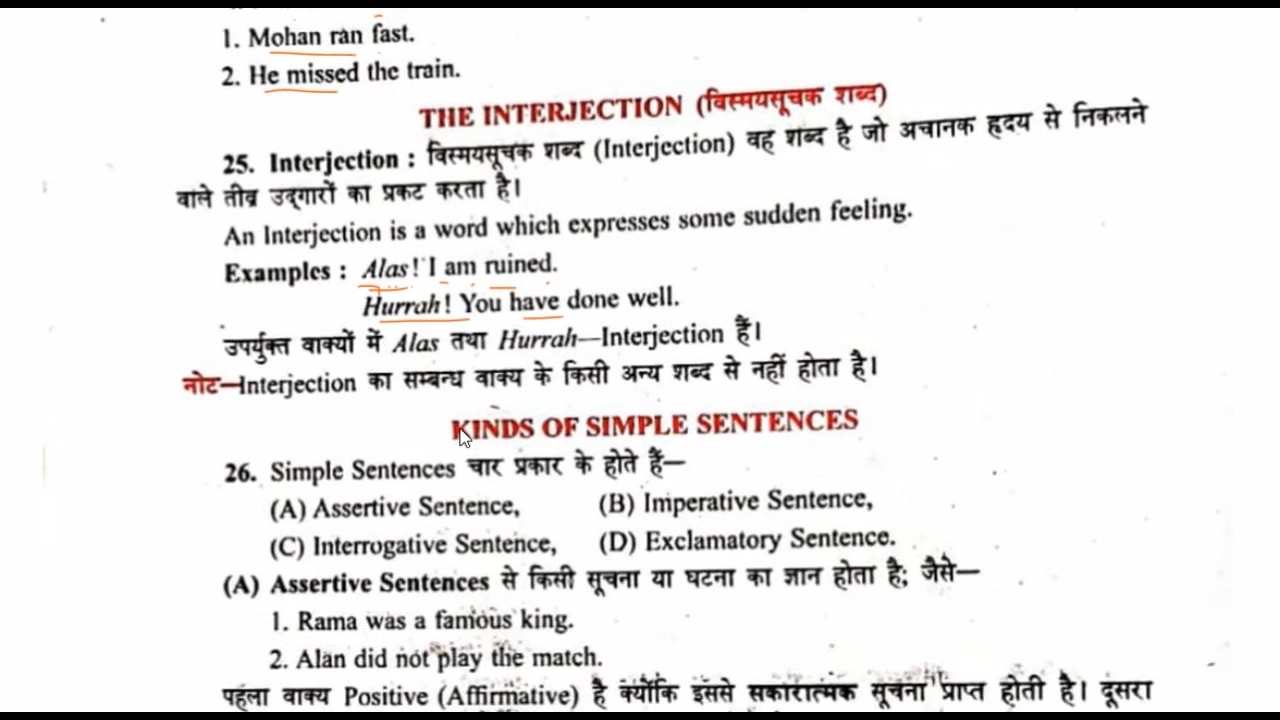 1. Mohan ran fast.
2. He missed the train.
THE INTERJECTION (विस्मयसूचक शब्द)
25. Interjection : विस्मयसूचक शब्द (Interjection) वह शब्द है जो अचानक हृदय से निकलने
वाले तीव्र उद्गारों का प्रकट करता है।
An Interjection is a word which expresses some sudden feeling.
Examples : Alas! I am ruined.
Hurrah! You have done well.
उपर्युक्त वाक्यों में Alas तथा Hurrah—Interjection हैं।
नोट—Interjection का सम्बन्ध वाक्य के किसी अन्य शब्द से नहीं होता है।
KINDS OF SIMPLE SENTENCES
26. Simple Sentences चार प्रकार के होते हैं—
(A) Assertive Sentence, (B) Imperative Sentence,
(C) Interrogative Sentence, (D) Exclamatory Sentence.
(A) Assertive Sentences से किसी सूचना या घटना का ज्ञान होता है; जैसे—
1. Rama was a famous king.
2. Alan did not play the match.
पहला वाक्य Positive (Affirmative) है क्योंकि इससे सकारात्मक सूचना प्राप्त होती है। दूसरा